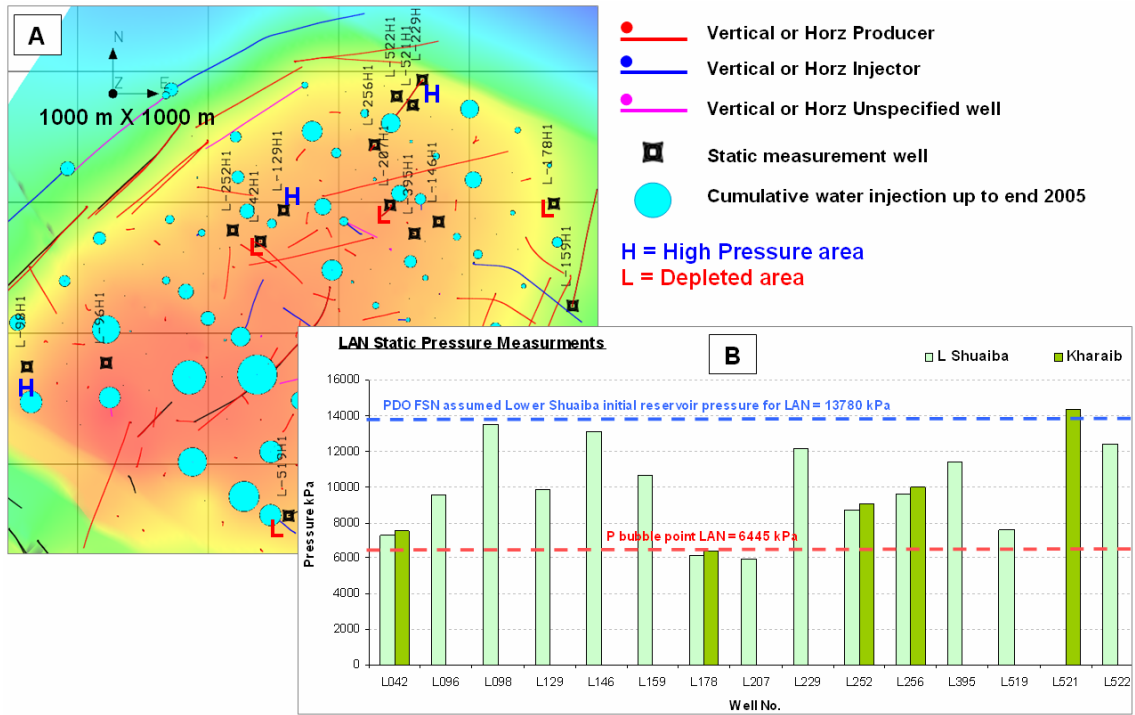 A
N
Z
E
1000 m X 1000 m
L-522H1
L-521H1
L-229H
H
L-256H1
L-207H1
L-395H1
L-146H1
L-178H1
L-252H1
L-42H1
L-129H1
H
L
L
L
L-159H1
L-98H1
L-96H1
H
L-519H1
L
Vertical or Horz Producer
Vertical or Horz Injector
Vertical or Horz Unspecified well
Static measurement well
Cumulative water injection up to end 2005
H = High Pressure area
L = Depleted area
LAN Static Pressure Measurments
B
L Shuaiba
Kharaib
PDO FSN assumed Lower Shuaiba initial reservoir pressure for LAN = 13780 kPa
P bubble point LAN = 6445 kPa
Pressure kPa
16000
14000
12000
10000
8000
6000
4000
2000
0
L042 L096 L098 L129 L146 L159 L178 L207 L229 L252 L256 L395 L519 L521 L522
Well No.